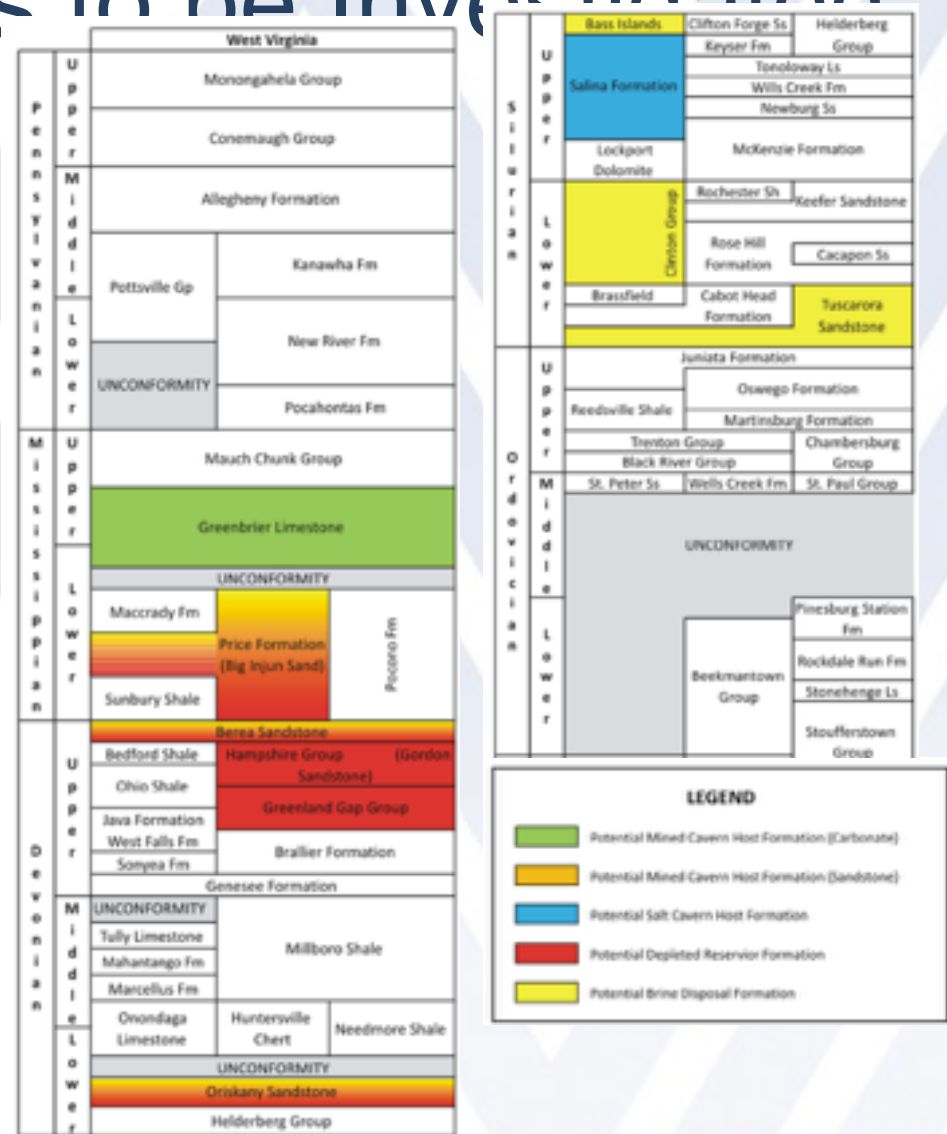 s to be inve
West Virginia
Pennsylvanian
Upper
Monongahela Group
Conemaugh Group
Middle
Allegheny Formation
Pottsville Gp
Kanawha Fm
Lower
New River Fm
UNCONFORMITY
Pocahontas Fm
Mississippian
Upper
Mauch Chunk Group
Greenbrier Limestone
UNCONFORMITY
Lower
Maccrady Fm
Price Formation
(Big Injun Sand)
Pocono Fm
Sunbury Shale
Devonian
Upper
Berea Sandstone
Bedford Shale
Hampshire Group (Gordon
Sandstone)
Ohio Shale
Greenland Gap Group
Java Formation
West Falls Fm
Brallier Formation
Sonyea Fm
Genesee Formation
Middle
UNCONFORMITY
Tully Limestone
Millboro Shale
Mahantango Fm
Marcellus Fm
Onondaga
Limestone
Huntersville
Chert
Needmore Shale
Lower
UNCONFORMITY
Oriskany Sandstone
Helderberg Group
Silurian
Upper
Bass Islands
Clifton Forge Ss
Helderberg
Group
Keyser Fm
Salina Formation
Tonoloway Ls
Wills Creek Fm
Newburg Ss
Lockport
Dolomite
McKenzie Formation
Lower
Clinton Group
Rochester Sh
Keefer Sandstone
Rose Hill
Formation
Cacapon Ss
Brassfield
Cabot Head
Formation
Tuscarora
Sandstone
Ordovician
Upper
Juniata Formation
Oswego Formation
Reedsville Shale
Martinsburg Formation
Trenton Group
Chambersburg
Group
Black River Group
Middle
St. Peter Ss
Wells Creek Fm
St. Paul Group
UNCONFORMITY
Lower
Pinesburg Station
Fm
Beekmantown
Group
Rockdale Run Fm
Stonehenge Ls
Stoufferstown
Group
LEGEND
Potential Mined Cavern Host Formation (Carbonate)
Potential Mined Cavern Host Formation (Sandstone)
Potential Salt Cavern Host Formation
Potential Depleted Reservior Formation
Potential Brine Disposal Formation